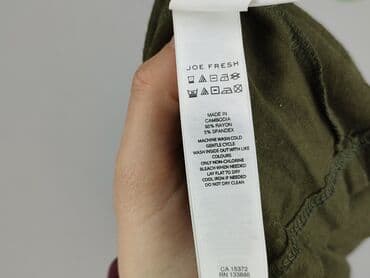 JOE FRESH
MADE IN
CAMBODIA
95% RAYON
5% SPANDEX
MACHINE WASH COLD
GENTLE CYCLE
WASH INSIDE OUT WITH LIKE
COLOURS
ONLY NON-CHLORINE
BLEACH WHEN NEEDED
LAY FLAT TO DRY
COOL IRON IF NEEDED
DO NOT DRY CLEAN
CA 15372
RN 133886